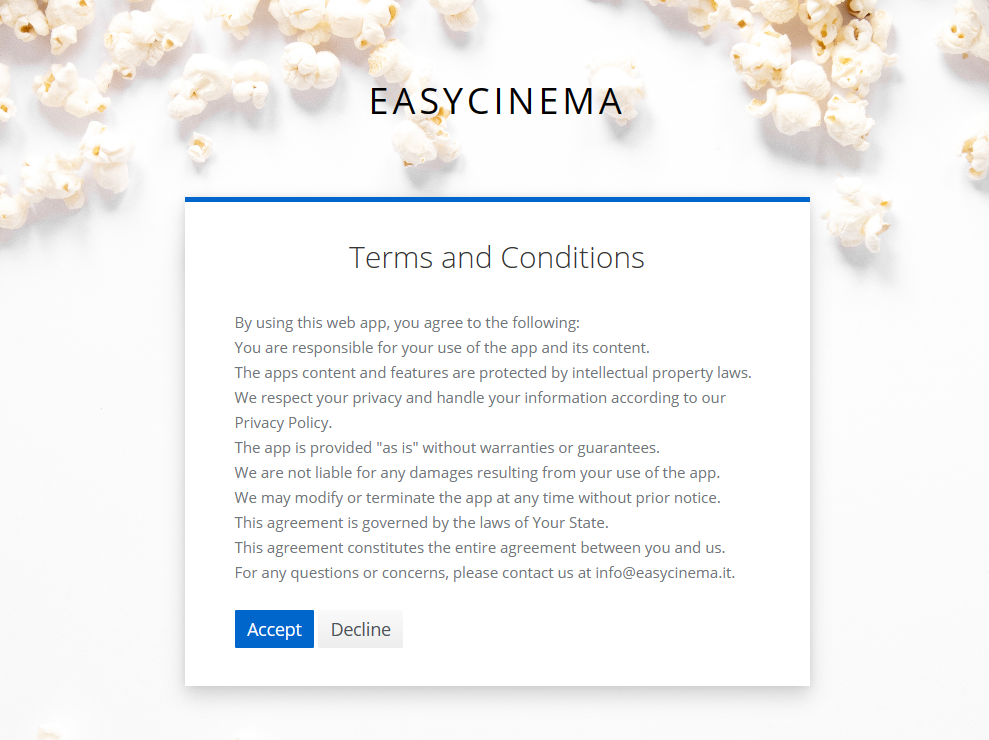 EASYCINEMA
Terms and Conditions
By using this web app, you agree to the following:
You are responsible for your use of the app and its content.
The apps content and features are protected by intellectual property laws.
We respect your privacy and handle your information according to our
Privacy Policy.
The app is provided "as is" without warranties or guarantees.
We are not liable for any damages resulting from your use of the app.
We may modify or terminate the app at any time without prior notice.
This agreement is governed by the laws of Your State.
This agreement constitutes the entire agreement between you and us.
For any questions or concerns, please contact us at info@easycinema.it.
Accept Decline